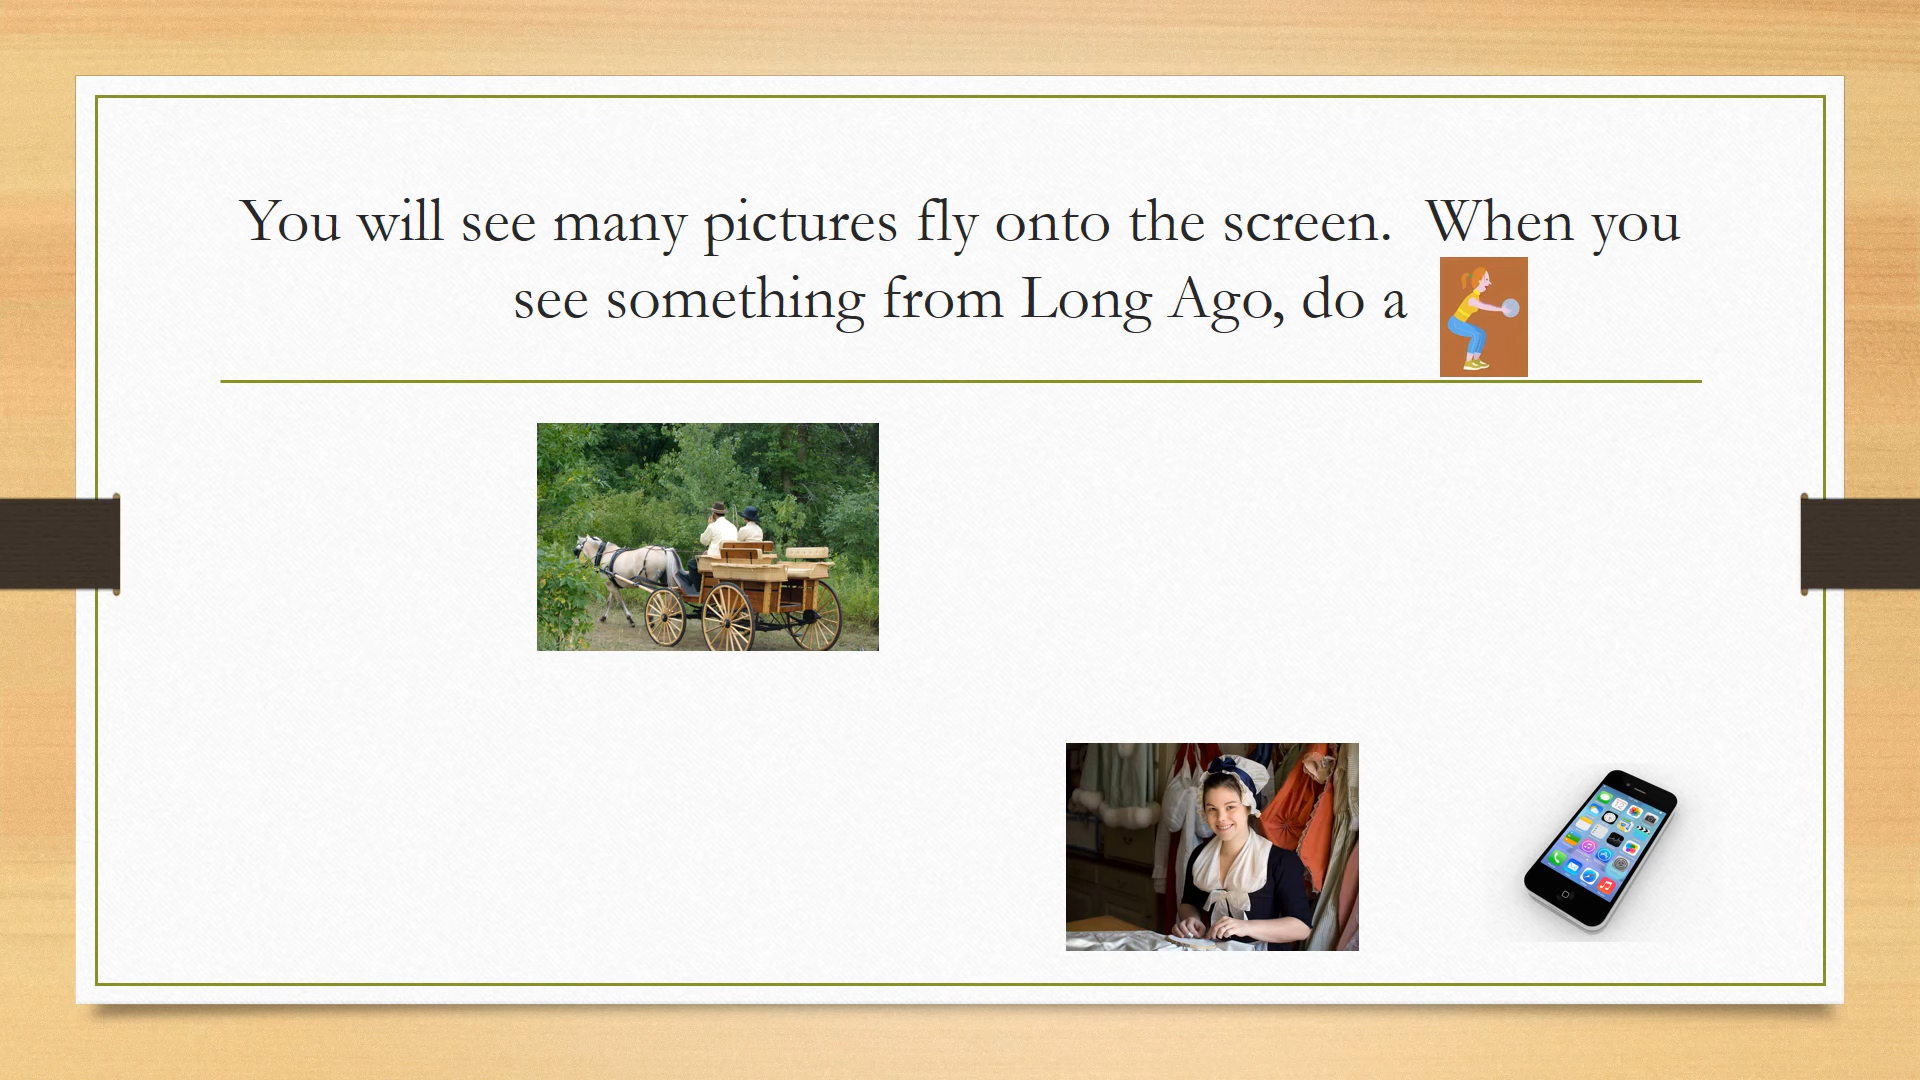 You will see many pictures fly onto the screen.  When you
see something from Long Ago, do a